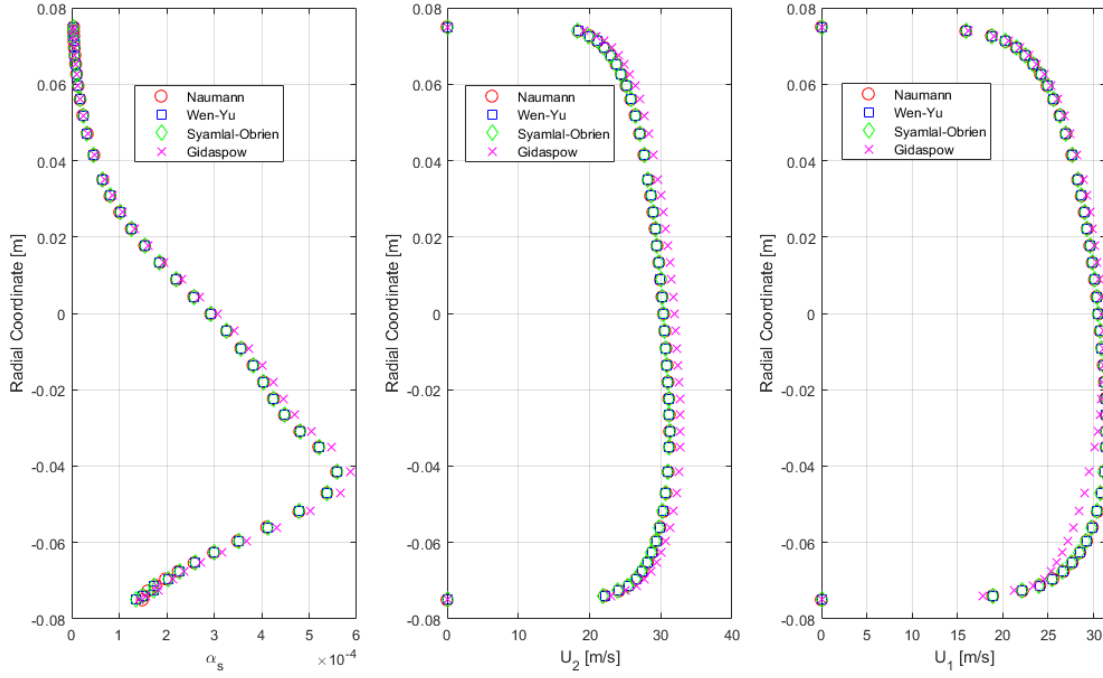 0.08
0.06
0.04
0.02
0
-0.02
-0.04
-0.06
-0.08
Radial Coordinate [m]
Naumann
Wen-Yu
Syamlal-Obrien
Gidaspow
0 1 2 3 4 5 6
×10⁻⁴
αs
0.08
0.06
0.04
0.02
0
-0.02
-0.04
-0.06
-0.08
Radial Coordinate [m]
Naumann
Wen-Yu
Syamlal-Obrien
Gidaspow
0 10 20 30 40
U2 [m/s]
0.08
0.06
0.04
0.02
0
-0.02
-0.04
-0.06
-0.08
Radial Coordinate [m]
Naumann
Wen-Yu
Syamlal-Obrien
Gidaspow
0 5 10 15 20 25 30
U1 [m/s]